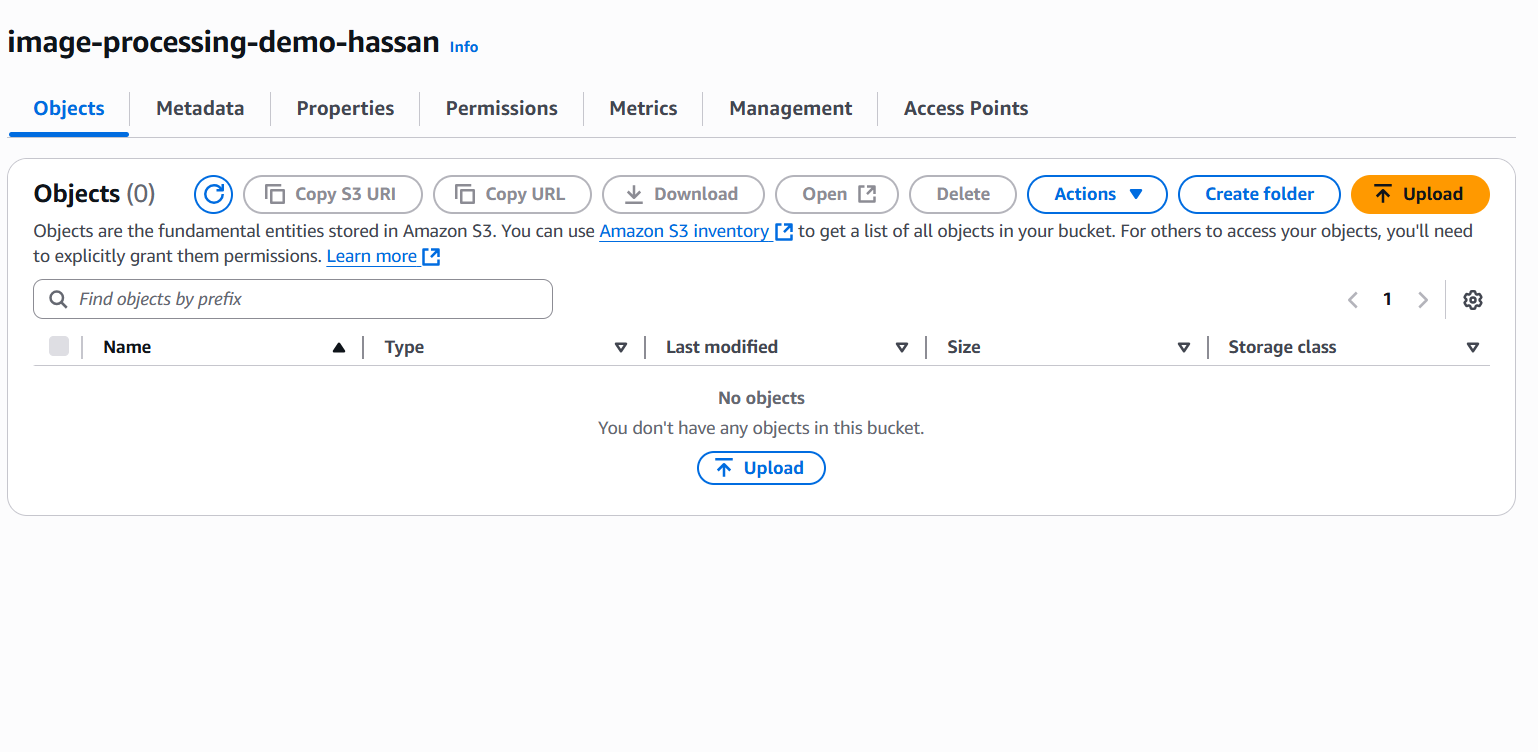 image-processing-demo-hassan Info
Objects Metadata Properties Permissions Metrics Management Access Points
Objects (0) Copy S3 URI Copy URL Download Open Delete Actions Create folder Upload
Objects are the fundamental entities stored in Amazon S3. You can use Amazon S3 inventory to get a list of all objects in your bucket. For others to access your objects, you'll need
to explicitly grant them permissions. Learn more
Find objects by prefix 1
Name Type Last modified Size Storage class
No objects
You don't have any objects in this bucket.
Upload